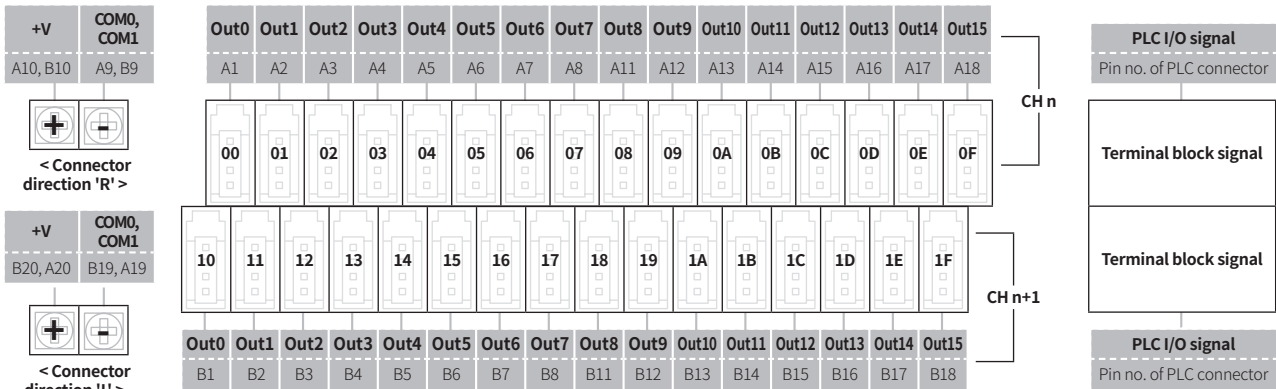 +V COM0, COM1
A10, B10 A9, B9
+ -
< Connector
direction 'R' >
Out0 Out1 Out2 Out3 Out4 Out5 Out6 Out7 Out8 Out9 Out10 Out11 Out12 Out13 Out14 Out15
A1 A2 A3 A4 A5 A6 A7 A8 A11 A12 A13 A14 A15 A16 A17 A18
CH n
00 01 02 03 04 05 06 07 08 09 0A 0B 0C 0D 0E 0F
PLC I/O signal
Pin no. of PLC connector
Terminal block signal
+V COM0, COM1
B20, A20 B19, A19
+ -
< Connector
direction 'L' >
10 11 12 13 14 15 16 17 18 19 1A 1B 1C 1D 1E 1F
CH n+1
Out0 Out1 Out2 Out3 Out4 Out5 Out6 Out7 Out8 Out9 Out10 Out11 Out12 Out13 Out14 Out15
B1 B2 B3 B4 B5 B6 B7 B8 B11 B12 B13 B14 B15 B16 B17 B18
Terminal block signal
PLC I/O signal
Pin no. of PLC connector